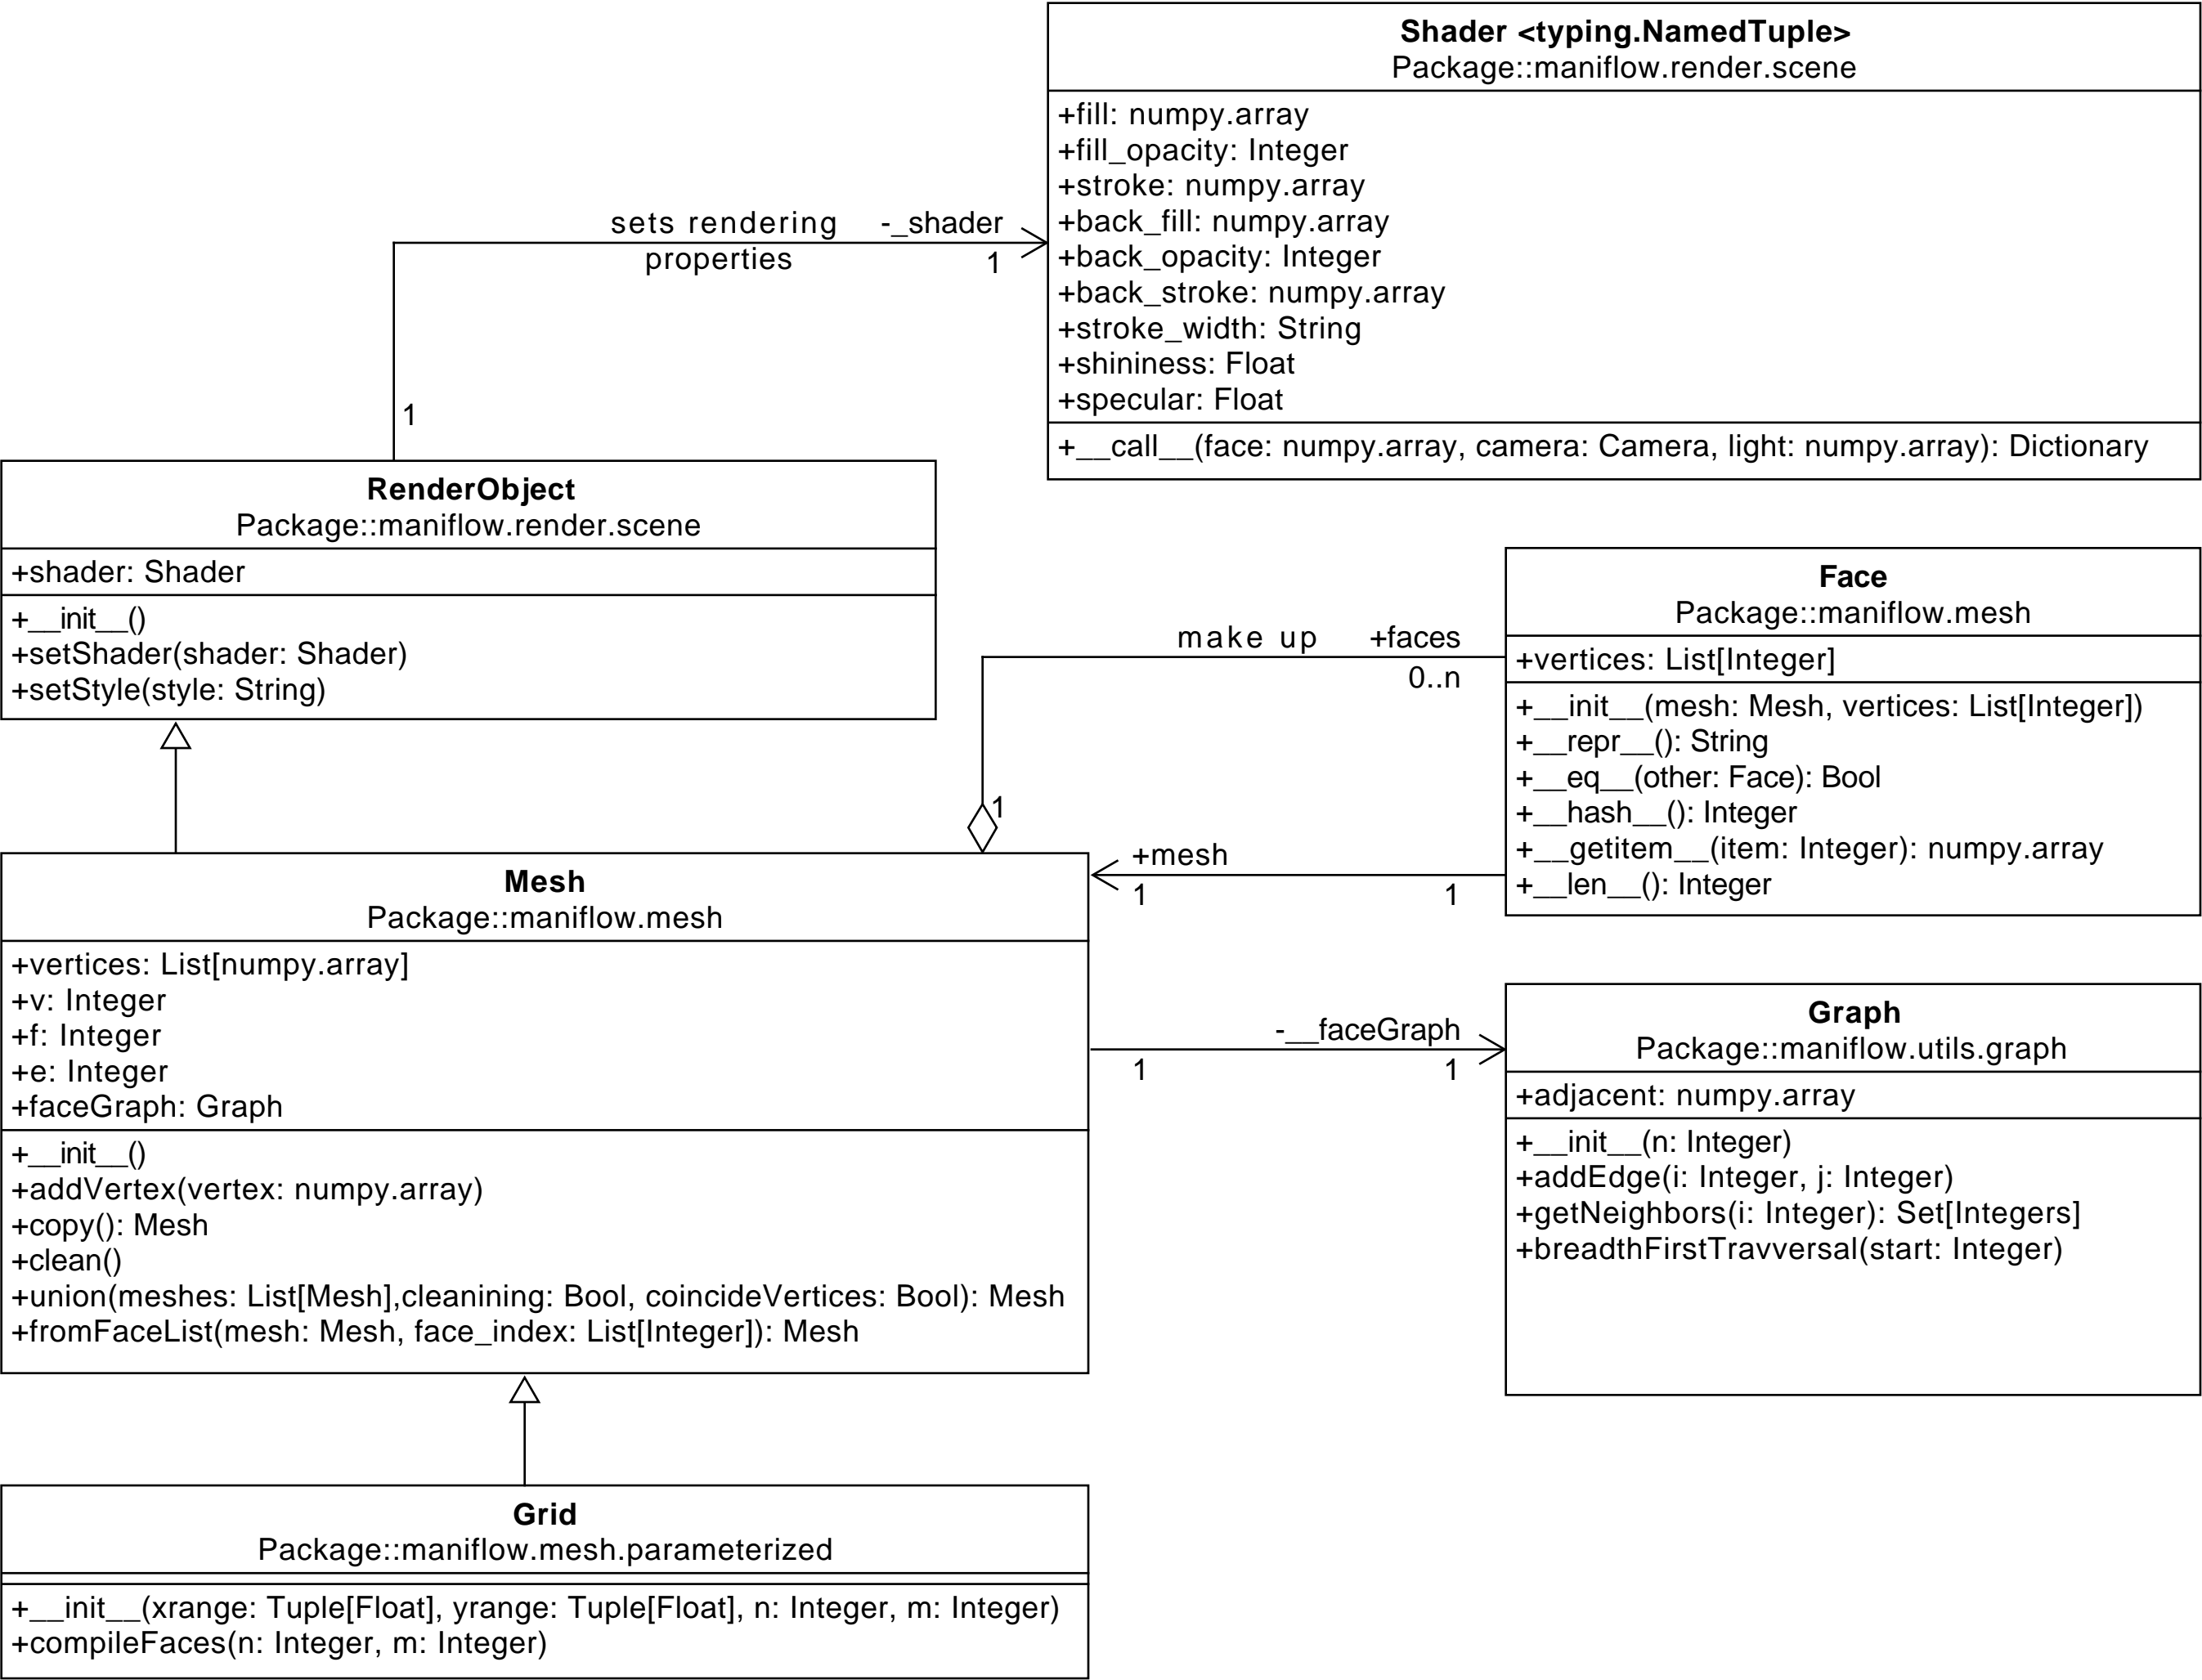 Shader <typing.NamedTuple>
Package::maniflow.render.scene
+fill: numpy.array
+fill_opacity: Integer
+stroke: numpy.array
+back_fill: numpy.array
+back_opacity: Integer
+back_stroke: numpy.array
+stroke_width: String
+shininess: Float
+specular: Float
+__call__(face: numpy.array, camera: Camera, light: numpy.array): Dictionary
sets rendering
properties
-_shader
1
1
RenderObject
Package::maniflow.render.scene
+shader: Shader
+__init__()
+setShader(shader: Shader)
+setStyle(style: String)
Face
Package::maniflow.mesh
+vertices: List[Integer]
+__init__(mesh: Mesh, vertices: List[Integer])
+__repr__(): String
+__eq__(other: Face): Bool
+__hash__(): Integer
+__getitem__(item: Integer): numpy.array
+__len__(): Integer
make up
+faces
0..n
1
+mesh
1
1
Mesh
Package::maniflow.mesh
+vertices: List[numpy.array]
+v: Integer
+f: Integer
+e: Integer
+faceGraph: Graph
+__init__()
+addVertex(vertex: numpy.array)
+copy(): Mesh
+clean()
+union(meshes: List[Mesh],cleanining: Bool, coincideVertices: Bool): Mesh
+fromFaceList(mesh: Mesh, face_index: List[Integer]): Mesh
-__faceGraph
1
1
Graph
Package::maniflow.utils.graph
+adjacent: numpy.array
+__init__(n: Integer)
+addEdge(i: Integer, j: Integer)
+getNeighbors(i: Integer): Set[Integers]
+breadthFirstTravversal(start: Integer)
Grid
Package::maniflow.mesh.parameterized
+__init__(xrange: Tuple[Float], yrange: Tuple[Float], n: Integer, m: Integer)
+compileFaces(n: Integer, m: Integer)